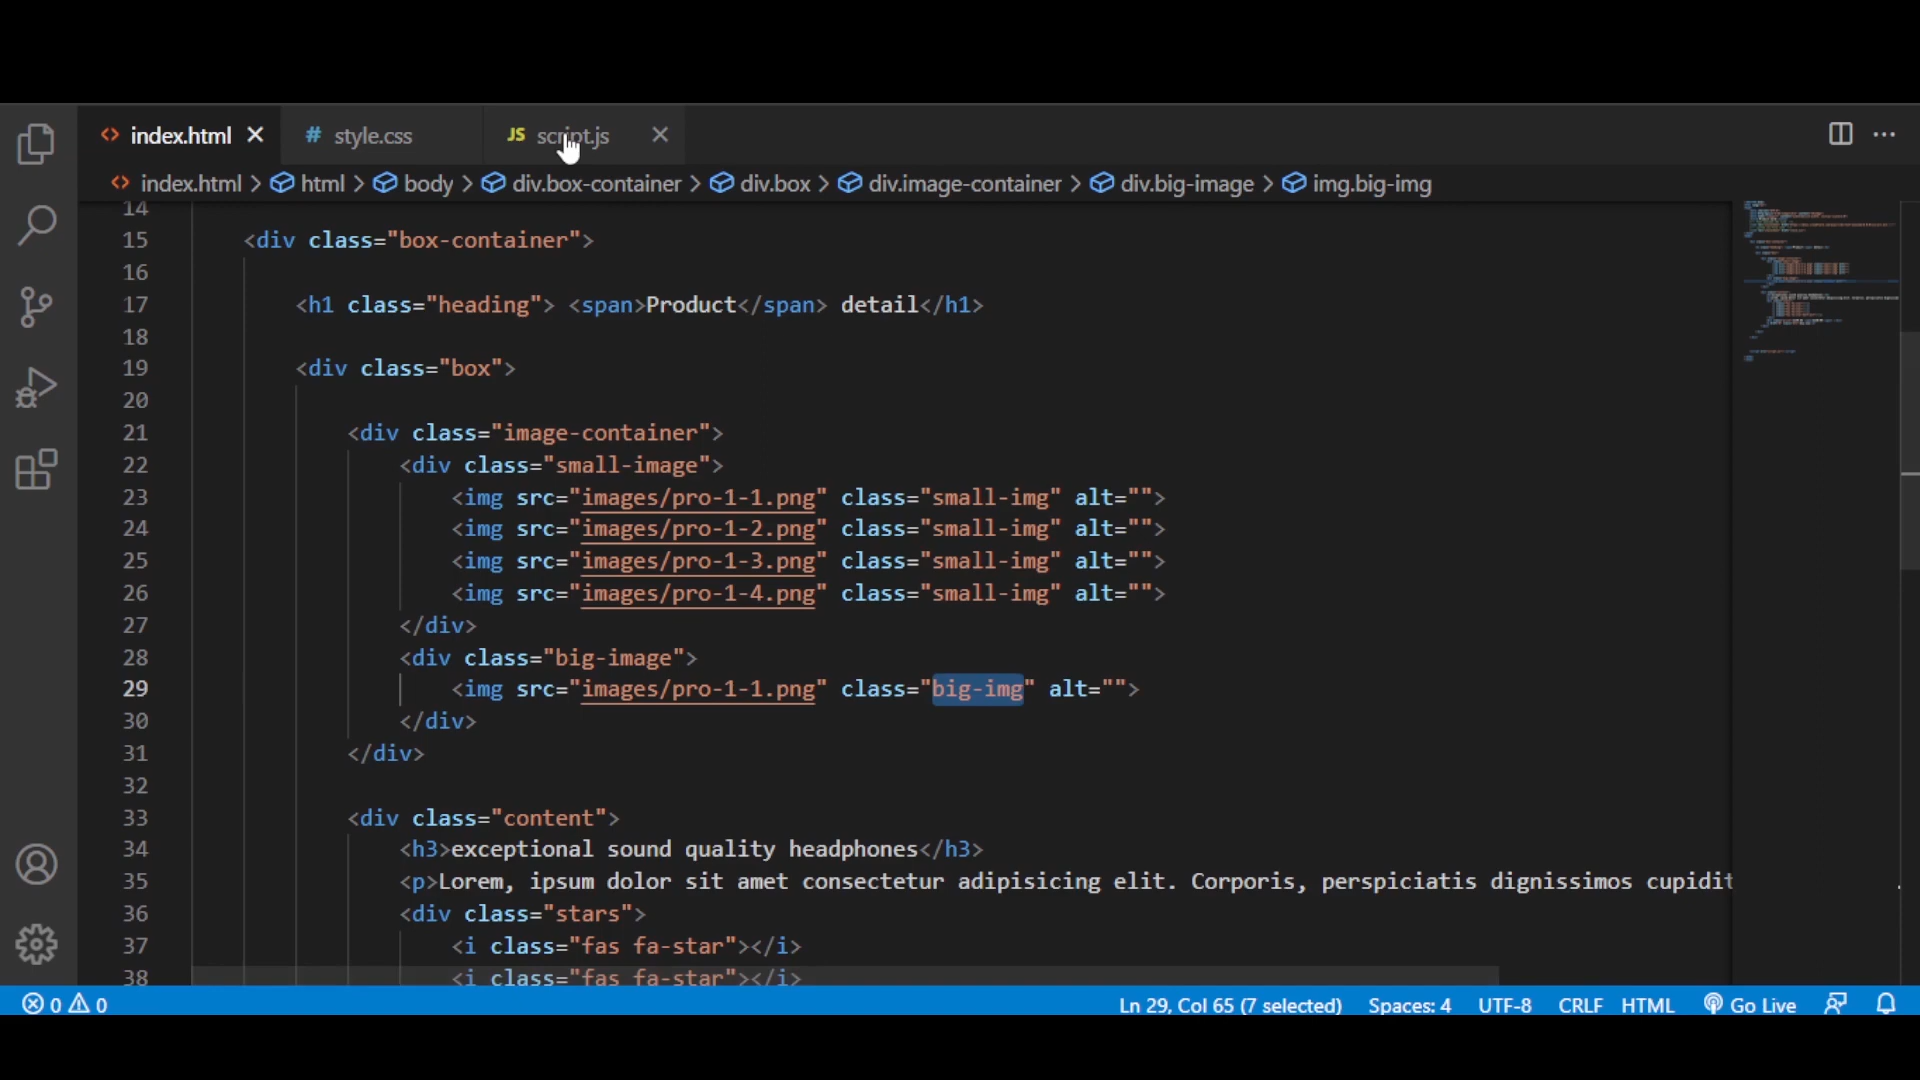 <> index.html × # style.css JS script.js ×
<> index.html > html > body > div.box-container > div.box > div.image-container > div.big-image > img.big-img
14
15 <div class="box-container">
16
17 <h1 class="heading"> <span>Product</span> detail</h1>
18
19 <div class="box">
20
21 <div class="image-container">
22 <div class="small-image">
23 <img src="images/pro-1-1.png" class="small-img" alt="">
24 <img src="images/pro-1-2.png" class="small-img" alt="">
25 <img src="images/pro-1-3.png" class="small-img" alt="">
26 <img src="images/pro-1-4.png" class="small-img" alt="">
27 </div>
28 <div class="big-image">
29 <img src="images/pro-1-1.png" class="big-img" alt="">
30 </div>
31 </div>
32
33 <div class="content">
34 <h3>exceptional sound quality headphones</h3>
35 <p>Lorem, ipsum dolor sit amet consectetur adipisicing elit. Corporis, perspiciatis dignissimos cupidit
36 <div class="stars">
37 <i class="fas fa-star"></i>
38 <i class="fas fa-star"></i>
0 0 Ln 29, Col 65 (7 selected) Spaces: 4 UTF-8 CRLF HTML Go Live